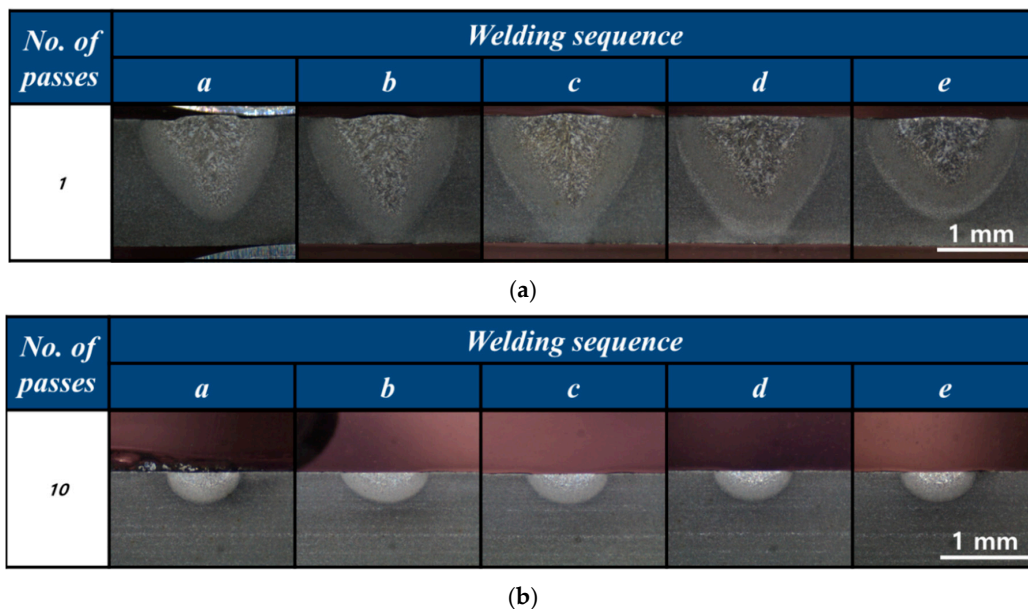 No. of passes Welding sequence
a b c d e
1
1 mm
(a)
No. of passes Welding sequence
a b c d e
10
1 mm
(b)